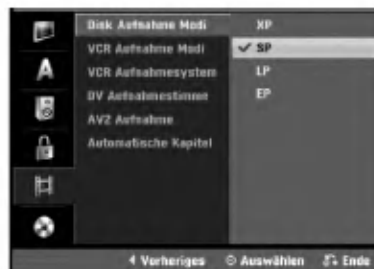 Disk Aufnahme Modi XP
VCR Aufnahme Modi ✓ SP
A VCR Aufnahmesystem LP
DV Aufnahmestimme EP
AV2 Aufnahme
Automatische Kapitel
Vorheriges Auswählen Ende